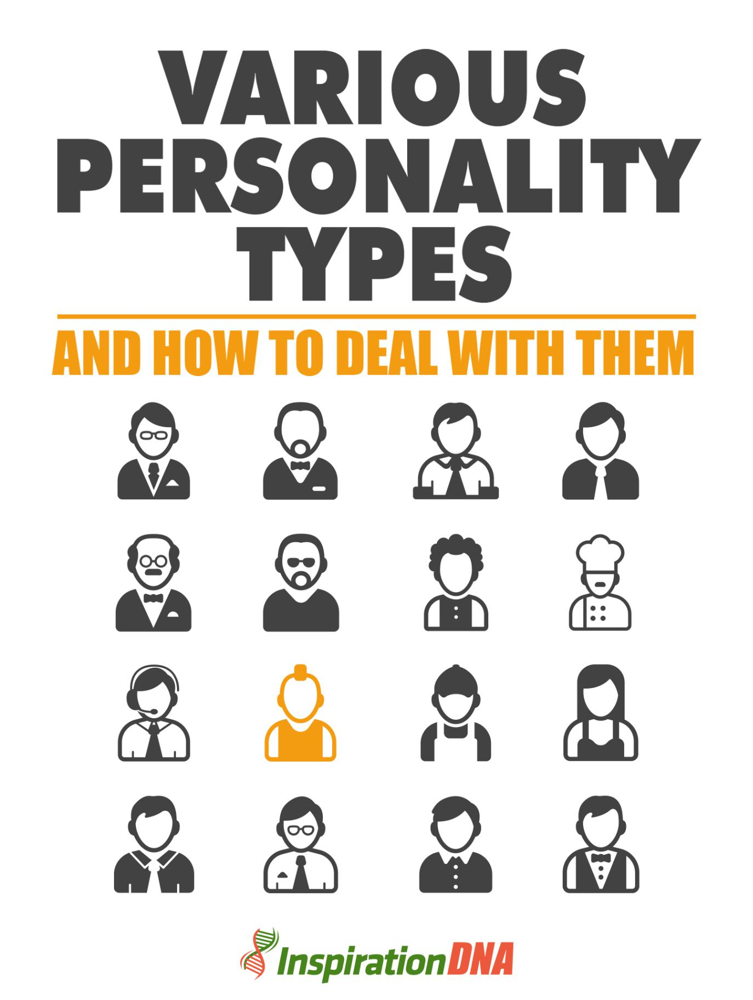 VARIOUS
PERSONALITY
TYPES
AND HOW TO DEAL WITH THEM
InspirationDNA